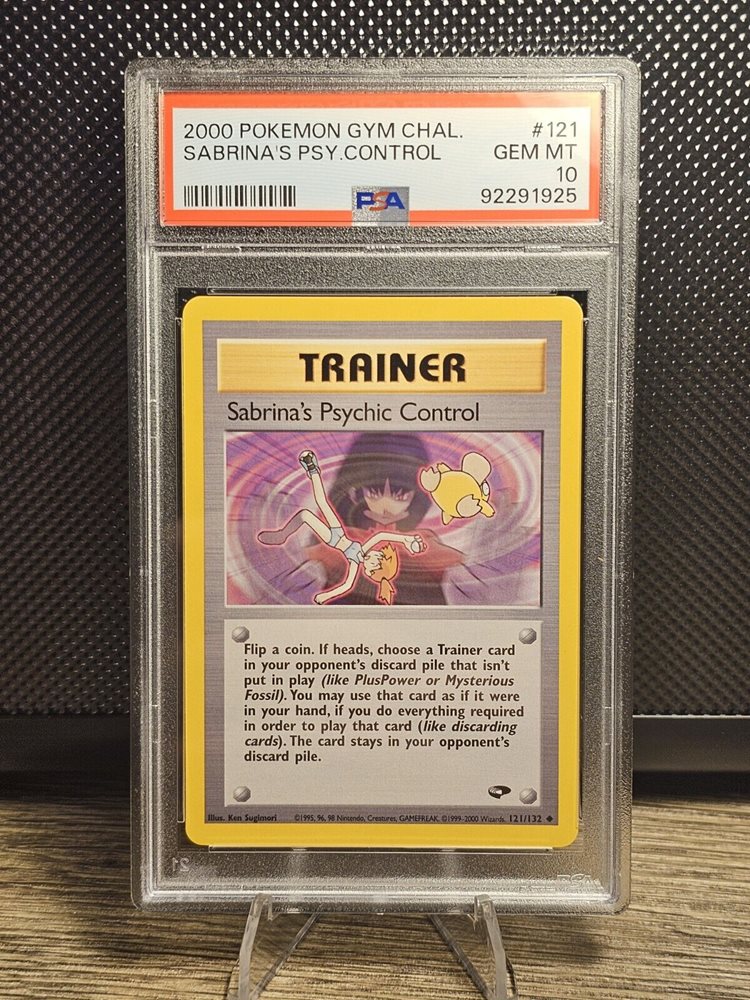 2000 POKEMON GYM CHAL. #121
SABRINA'S PSY.CONTROL GEM MT
10
PSA 92291925
TRAINER
Sabrina's Psychic Control
Flip a coin. If heads, choose a Trainer card
in your opponent's discard pile that isn't
put in play (like PlusPower or Mysterious
Fossil). You may use that card as if it were
in your hand, if you do everything required
in order to play that card (like discarding
cards). The card stays in your opponent's
discard pile.
Illus. Ken Sugimori ©1995, 96, 98 Nintendo, Creatures, GAMEFREAK. ©1999-2000 Wizards. 121/132